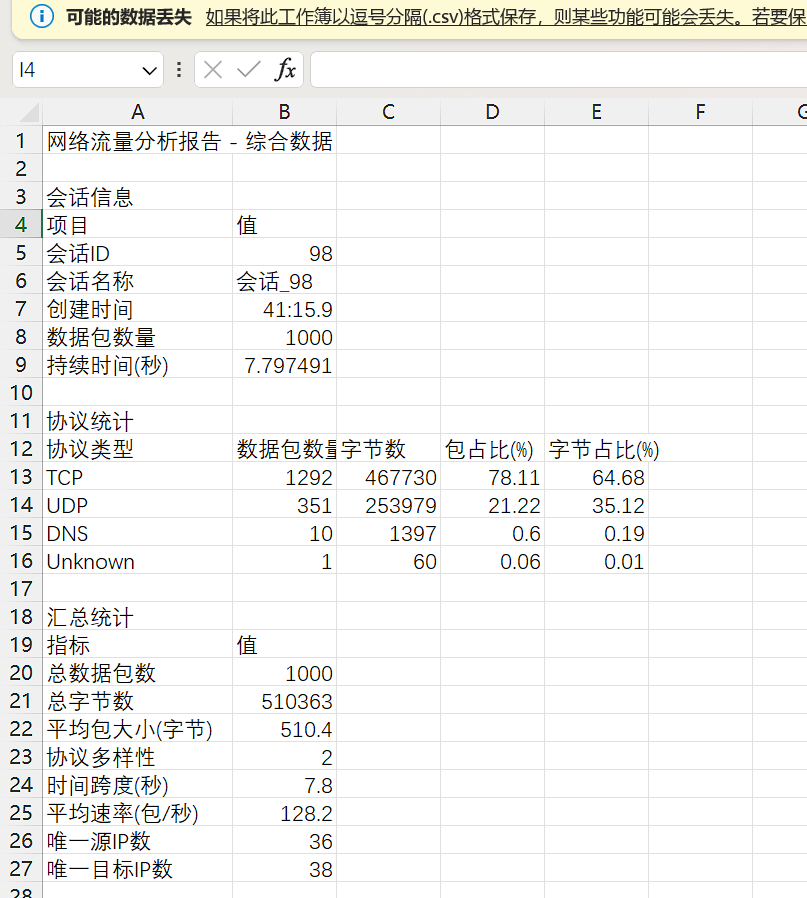 可能的数据丢失 如果将此工作簿以逗号分隔(.csv)格式保存，则某些功能可能会丢失。若要保
I4 fx
A B C D E F G
1 网络流量分析报告 - 综合数据
2
3 会话信息
4 项目 值
5 会话ID 98
6 会话名称 会话_98
7 创建时间 41:15.9
8 数据包数量 1000
9 持续时间(秒) 7.797491
10
11 协议统计
12 协议类型 数据包数量 字节数 包占比(%) 字节占比(%)
13 TCP 1292 467730 78.11 64.68
14 UDP 351 253979 21.22 35.12
15 DNS 10 1397 0.6 0.19
16 Unknown 1 60 0.06 0.01
17
18 汇总统计
19 指标 值
20 总数据包数 1000
21 总字节数 510363
22 平均包大小(字节) 510.4
23 协议多样性 2
24 时间跨度(秒) 7.8
25 平均速率(包/秒) 128.2
26 唯一源IP数 36
27 唯一目标IP数 38
28